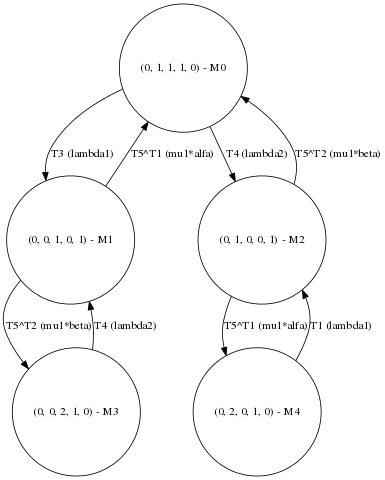 (0, 1, 1, 1, 0) - M0
T3 (lambda1)
T5^T1 (mu1*alfa)
T4 (lambda2)
T5^T2 (mu1*beta)
(0, 0, 1, 0, 1) - M1
(0, 1, 0, 0, 1) - M2
T5^T2 (mu1*beta)
T4 (lambda2)
T5^T1 (mu1*alfa)
T1 (lambda1)
(0, 0, 2, 1, 0) - M3
(0, 2, 0, 1, 0) - M4